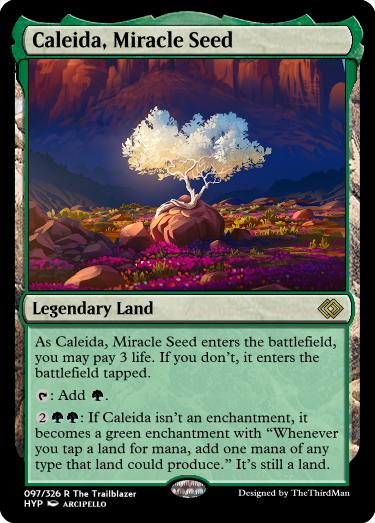 Caleida, Miracle Seed
Legendary Land
As Caleida, Miracle Seed enters the battlefield,
you may pay 3 life. If you don't, it enters the
battlefield tapped.
: Add .
2 : If Caleida isn't an enchantment, it
becomes a green enchantment with “Whenever
you tap a land for mana, add one mana of any
type that land could produce.” It's still a land.
097/326 R The Trailblazer
Designed by TheThirdMan
HYP ARCIPELLO